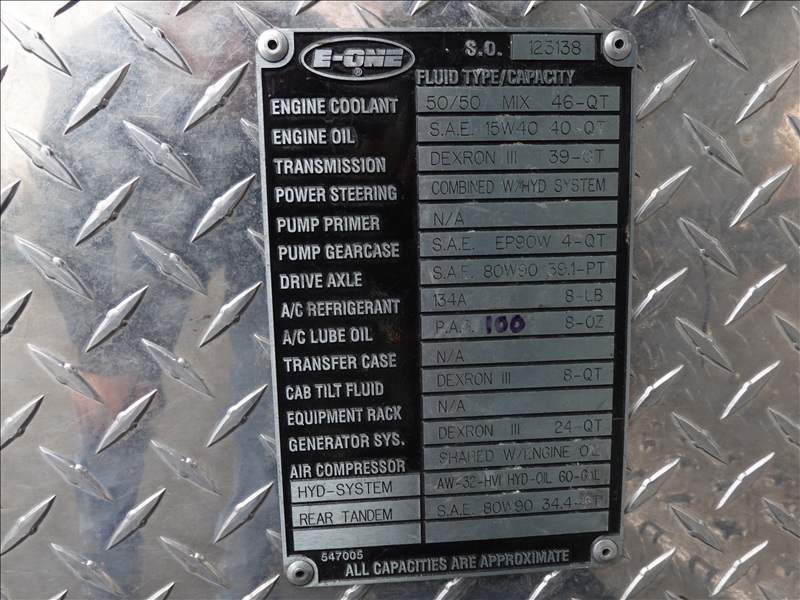 E-ONE ® S.O. 123138
FLUID TYPE/CAPACITY
ENGINE COOLANT 50/50 MIX 46-QT
ENGINE OIL S.A.E. 15W40 40-QT
TRANSMISSION DEXRON III 39-QT
POWER STEERING COMBINED W/HYD SYSTEM
PUMP PRIMER N/A
PUMP GEARCASE S.A.E. EP90W 4-QT
DRIVE AXLE S.A.E. 80W90 39.1-PT
A/C REFRIGERANT 134A 8-LB
A/C LUBE OIL 100 8-OZ
TRANSFER CASE N/A
CAB TILT FLUID DEXRON III 8-QT
EQUIPMENT RACK N/A
GENERATOR SYS. DEXRON III 24-QT
AIR COMPRESSOR SHARED W/ENGINE OIL
HYD-SYSTEM AW-32-HVI HYD-OIL 60-GAL
REAR TANDEM S.A.E. 80W90
547005
ALL CAPACITIES ARE APPROXIMATE